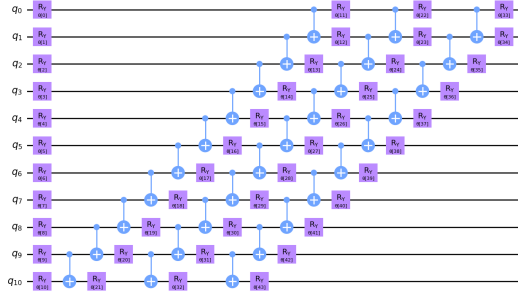 q0 RY θ[0] RY θ[11] RY θ[22] RY θ[33]
q1 RY θ[1] RY θ[12] RY θ[23] RY θ[34]
q2 RY θ[2] RY θ[13] RY θ[24] RY θ[35]
q3 RY θ[3] RY θ[14] RY θ[25] RY θ[36]
q4 RY θ[4] RY θ[15] RY θ[26] RY θ[37]
q5 RY θ[5] RY θ[16] RY θ[27] RY θ[38]
q6 RY θ[6] RY θ[17] RY θ[28] RY θ[39]
q7 RY θ[7] RY θ[18] RY θ[29] RY θ[40]
q8 RY θ[8] RY θ[19] RY θ[30] RY θ[41]
q9 RY θ[9] RY θ[20] RY θ[31] RY θ[42]
q10 RY θ[10] RY θ[21] RY θ[32] RY θ[43]